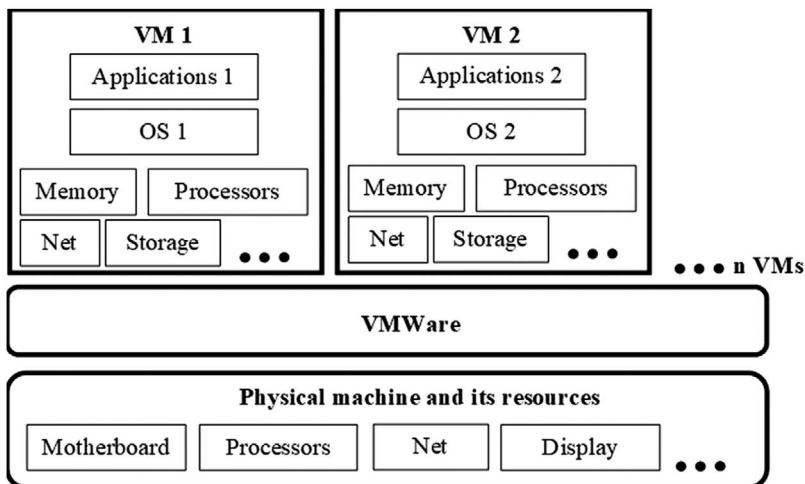 VM 1
Applications 1
OS 1
Memory
Processors
Net
Storage
VM 2
Applications 2
OS 2
Memory
Processors
Net
Storage
n VMs
VMWare
Physical machine and its resources
Motherboard
Processors
Net
Display